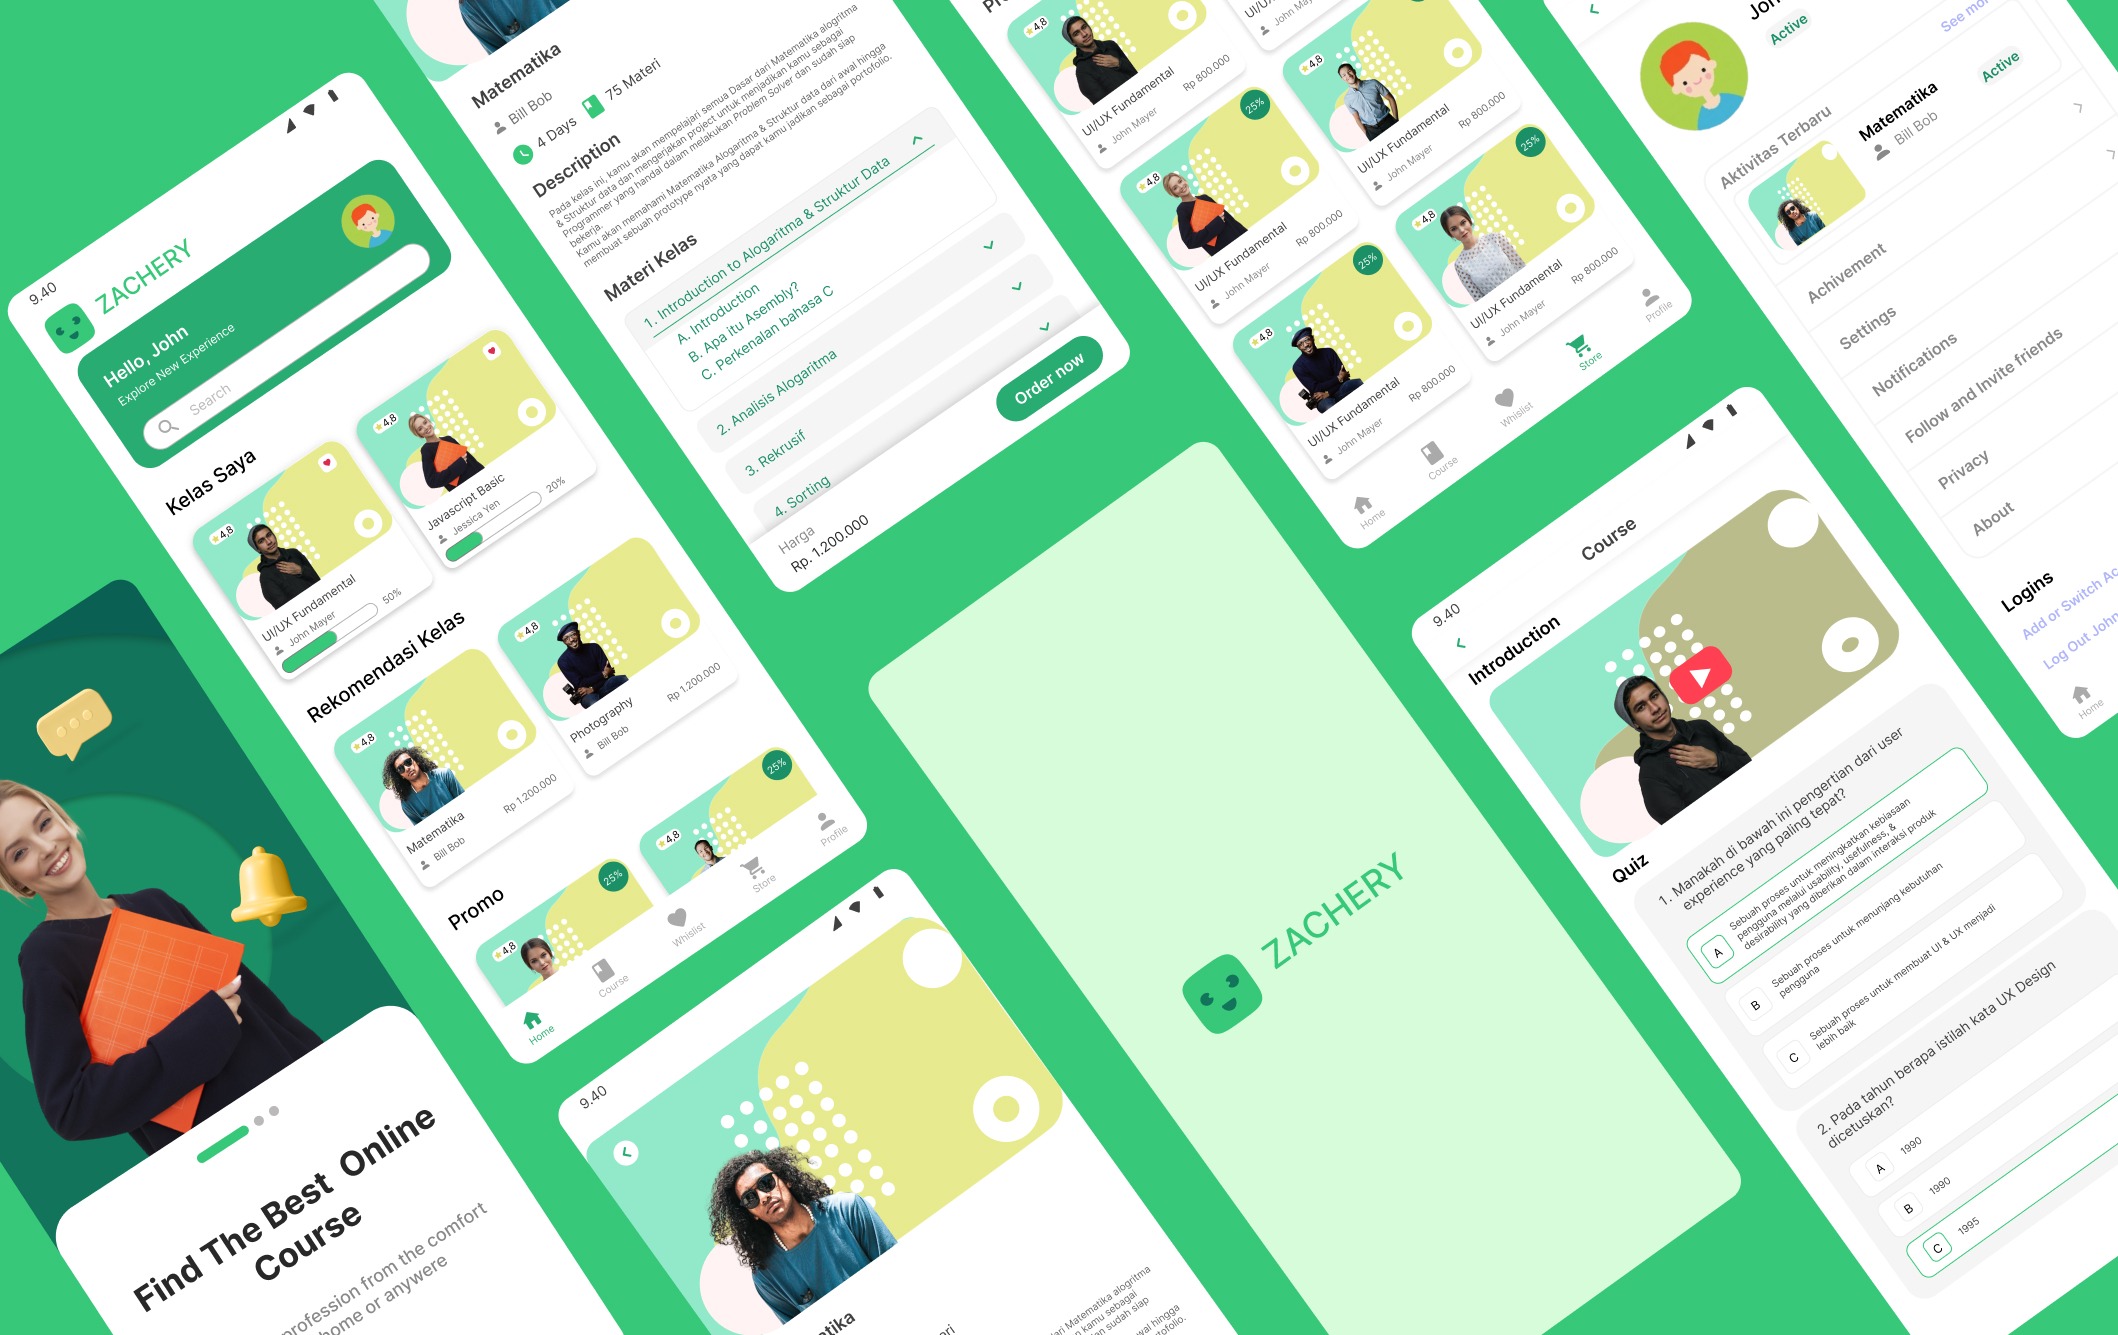 9.40
ZACHERY
Hello, John
Explore New Experience
Search
Kelas Saya
4,8
UI/UX Fundamental
John Mayer
50%
4,8
Javascript Basic
Jessica Yen
20%
Rekomendasi Kelas
4,8
Matematika
Bill Bob
Rp 1.200.000
4,8
Photography
Bill Bob
Rp 1.200.000
Promo
4,8
25%
4,8
25%
Home
Course
Whislist
Store
Profile
Find The Best Online
Course
profession from the comfort
home or anywere
Matematika
Bill Bob
4 Days
75 Materi
Description
Pada kelas ini, kamu akan mempelajari semua Dasar dari Matematika alogritma
& Struktur data dan mengerjakan project untuk menjadikan kamu sebagai
Programmer yang handal dalam melakukan Problem Solver dan sudah siap
bekerja.
Kamu akan memahami Matematika Alogaritma & Struktur data dari awal hingga
membuat sebuah prototype nyata yang dapat kamu jadikan sebagai portofolio.
Materi Kelas
1. Introduction to Alogaritma & Struktur Data
A. Introduction
B. Apa itu Asembly?
C. Perkenalan bahasa C
2. Analisis Alogaritma
3. Rekrusif
4. Sorting
Harga
Rp. 1.200.000
Order now
9.40
matika
eri
ri Matematika alogritma
n kamu sebagai
an sudah siap
awal hingga
tofolio.
4,8
UI/UX Fundamental
John Mayer
Rp 800.000
4,8
UI/UX Fundamental
John Mayer
Rp 800.000
4,8
25%
UI/UX Fundamental
John Mayer
Rp 800.000
4,8
25%
UI/UX Fundamental
John Mayer
Rp 800.000
4,8
25%
UI/UX Fundamental
John Mayer
Rp 800.000
Home
Course
Whislist
Store
Profile
ZACHERY
9.40
Course
Introduction
Quiz
1. Manakah di bawah ini pengertian dari user
experience yang paling tepat?
A
Sebuah proses untuk meningkatkan kebiasaan
pengguna melalui usability, usefulness, &
desirability yang diberikan dalam interaksi produk
B
Sebuah proses untuk menunjang kebutuhan
pengguna
C
Sebuah proses untuk membuat UI & UX menjadi
lebih baik
2. Pada tahun berapa istilah kata UX Design
dicetuskan?
A
1990
B
1990
C
1995
Active
See mo
Aktivitas Terbaru
Matematika
Bill Bob
Active
Achivement
Settings
Notifications
Follow and Invite friends
Privacy
About
Logins
Add or Switch Ac
Log Out John
Home